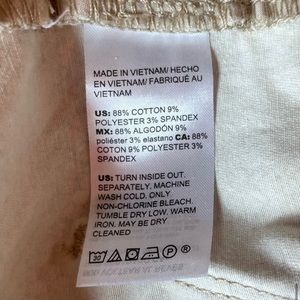 MADE IN VIETNAM/ HECHO
EN VIETNAM/ FABRIQUÉ AU
VIETNAM
US: 88% COTTON 9%
POLYESTER 3% SPANDEX
MX: 88% ALGODÓN 9%
poliéster 3% elastano CA: 88%
COTON 9% POLYESTER 3%
SPANDEX
US: TURN INSIDE OUT.
SEPARATELY. MACHINE
WASH COLD. ONLY
NON-CHLORINE BLEACH.
TUMBLE DRY LOW. WARM
IRON. MAY BE DRY
CLEANED.
30
P